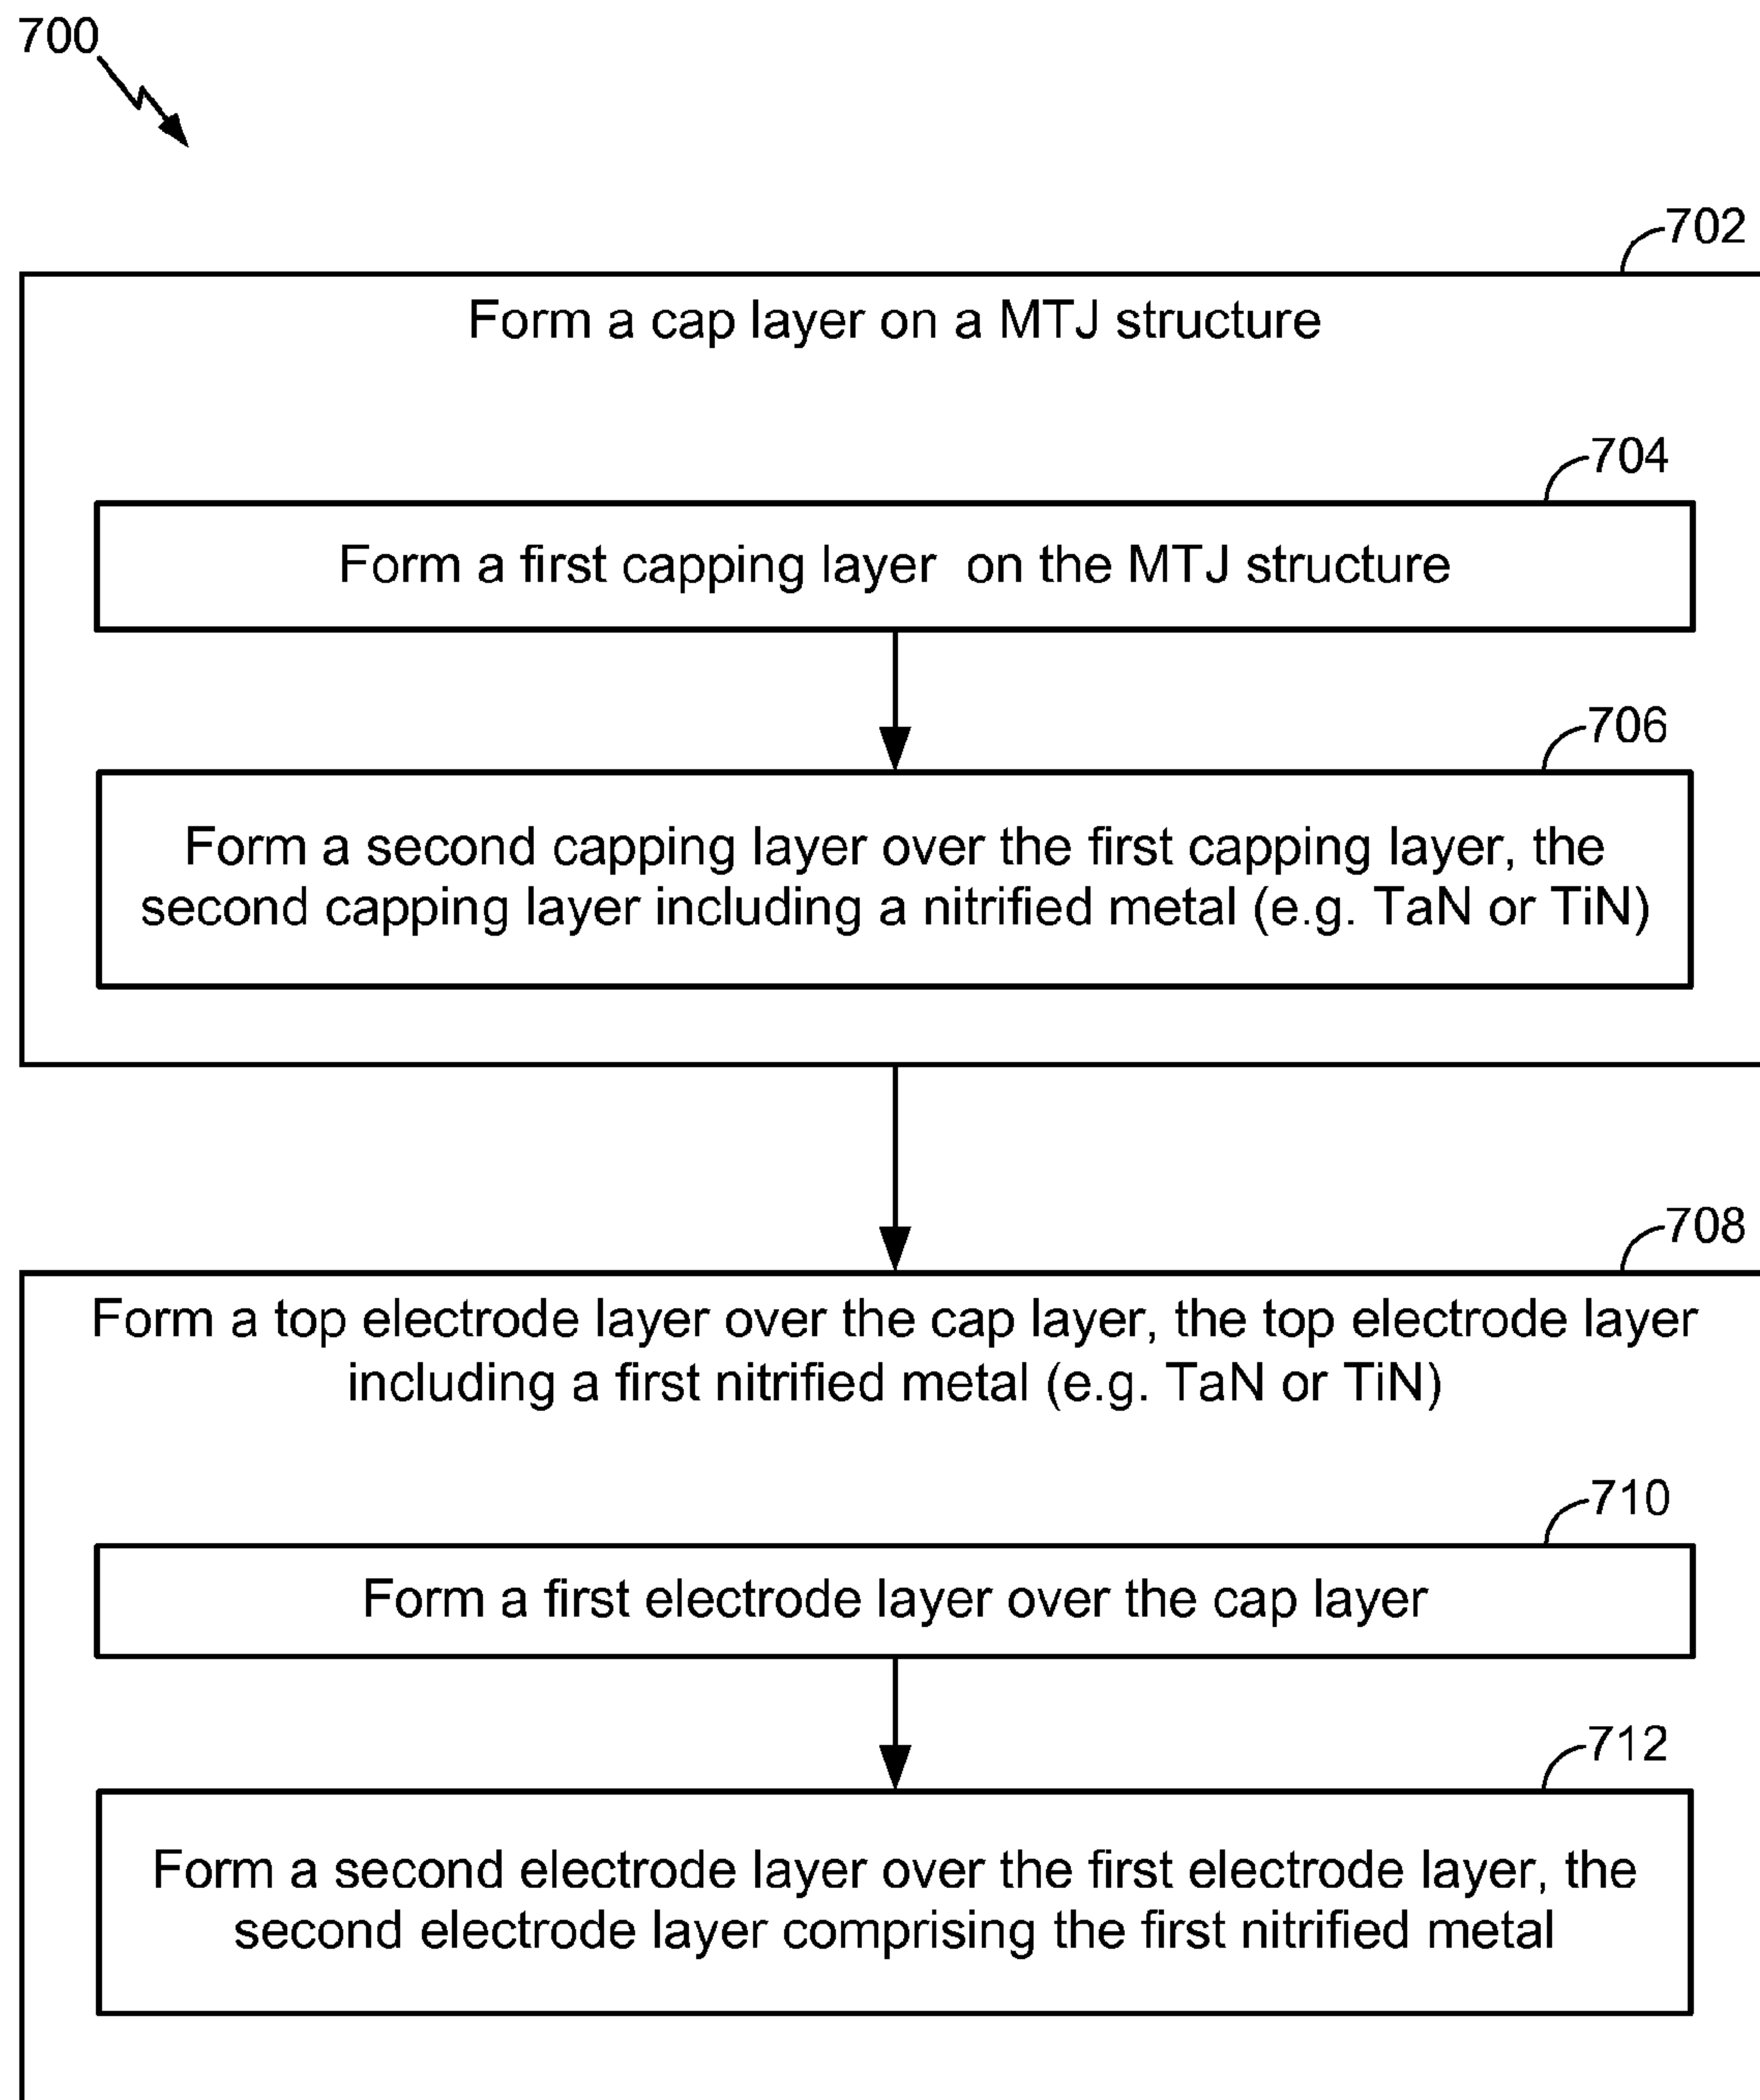 700
702
Form a cap layer on a MTJ structure
704
Form a first capping layer on the MTJ structure
706
Form a second capping layer over the first capping layer, the
second capping layer including a nitrified metal (e.g. TaN or TiN)
708
Form a top electrode layer over the cap layer, the top electrode layer
including a first nitrified metal (e.g. TaN or TiN)
710
Form a first electrode layer over the cap layer
712
Form a second electrode layer over the first electrode layer, the
second electrode layer comprising the first nitrified metal